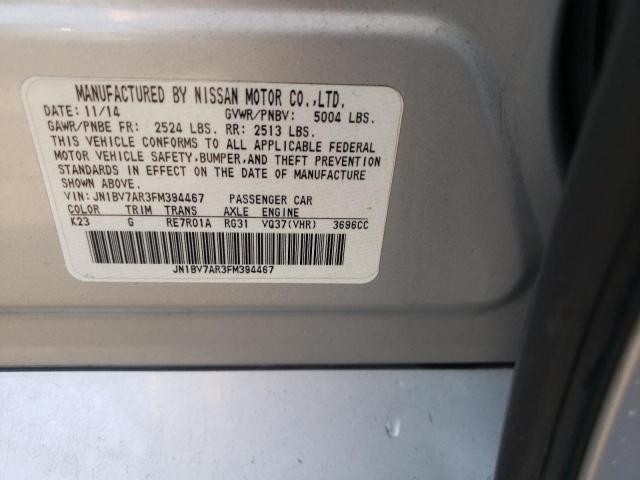 MANUFACTURED BY NISSAN MOTOR CO.,LTD.
DATE: 11/14 GVWR/PNBV: 5004 LBS.
GAWR/PNBE FR: 2524 LBS. RR: 2513 LBS.
THIS VEHICLE CONFORMS TO ALL APPLICABLE FEDERAL
MOTOR VEHICLE SAFETY,BUMPER,AND THEFT PREVENTION
STANDARDS IN EFFECT ON THE DATE OF MANUFACTURE
SHOWN ABOVE.
VIN: JN1BV7AR3FM394467 PASSENGER CAR
COLOR TRIM TRANS AXLE ENGINE
K23 G RE7R01A RG31 VQ37(VHR) 3696CC
JN1BV7AR3FM394467